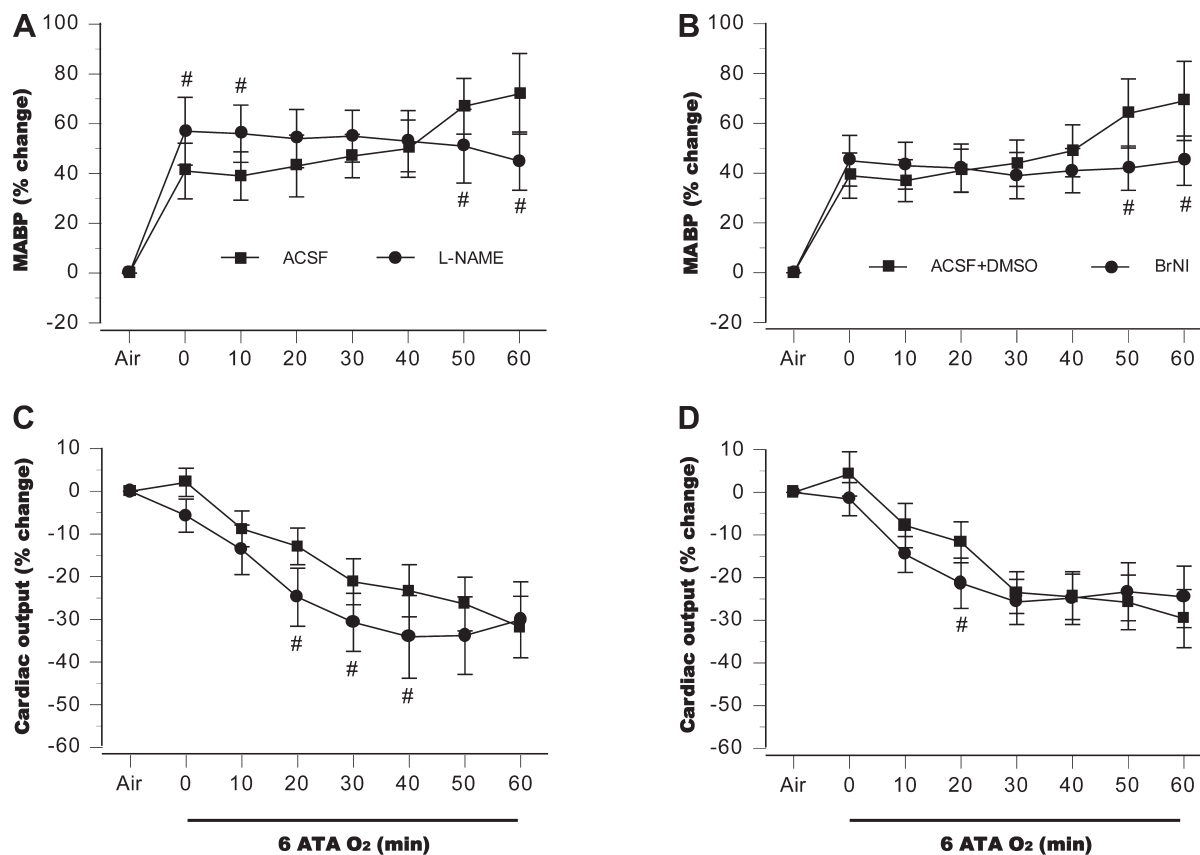 A
MABP (% change)
100
80
60
40
20
0
-20
# # # #
ACSF L-NAME
Air 0 10 20 30 40 50 60
B
MABP (% change)
100
80
60
40
20
0
-20
# #
ACSF+DMSO BrNI
Air 0 10 20 30 40 50 60
C
Cardiac output (% change)
10
0
-10
-20
-30
-40
-50
-60
# # #
Air 0 10 20 30 40 50 60
6 ATA O₂ (min)
D
Cardiac output (% change)
10
0
-10
-20
-30
-40
-50
-60
#
Air 0 10 20 30 40 50 60
6 ATA O₂ (min)